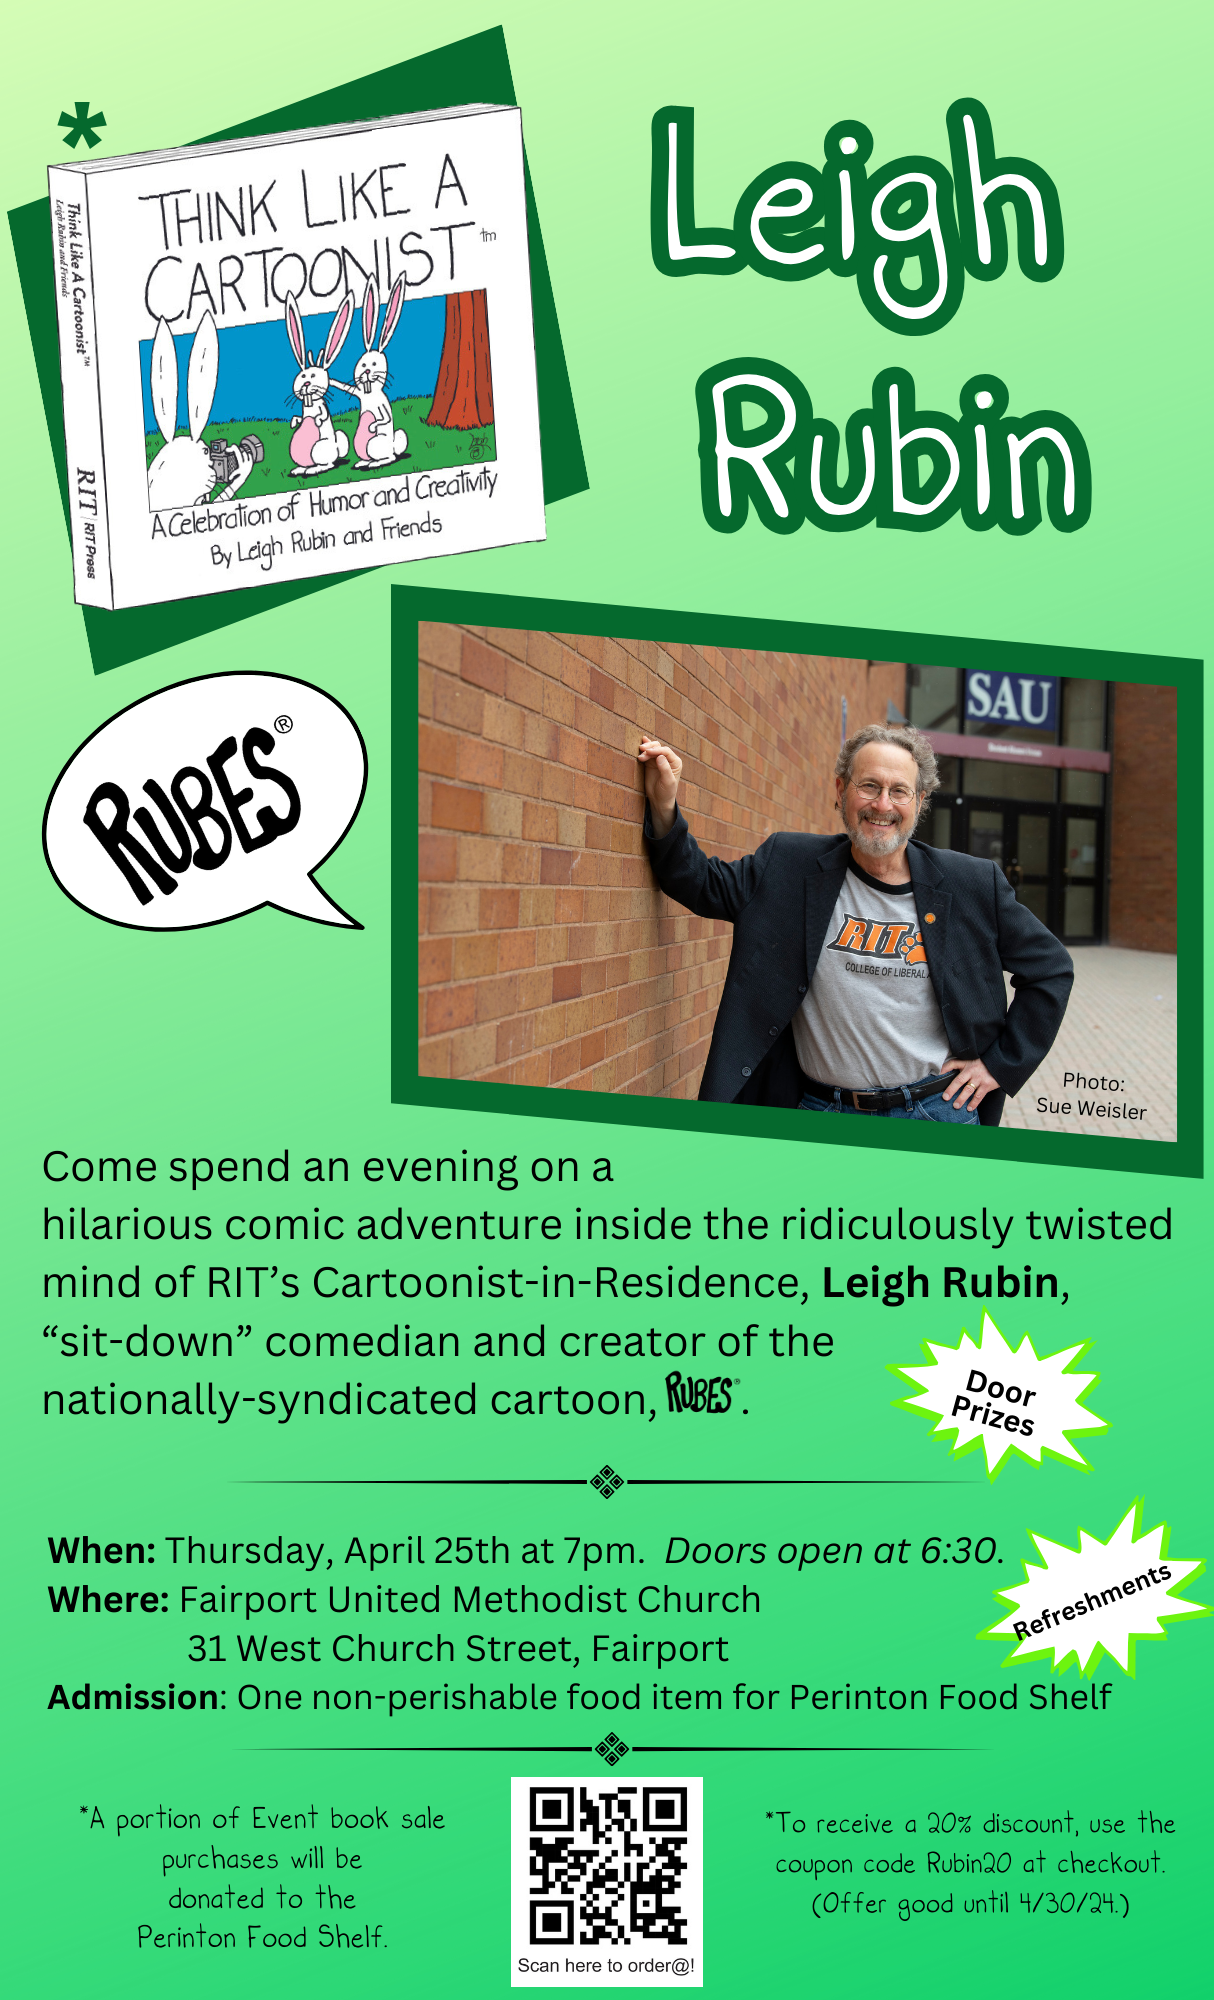 *
Leigh
Rubin
THINK LIKE A
CARTOONIST™
A Celebration of Humor and Creativity
By Leigh Rubin and Friends
Think Like A Cartoonist™
Leigh Rubin and Friends
RIT | RIT Press
RUBES®
SAU
RIT
COLLEGE OF LIBERAL
Photo:
Sue Weisler
Come spend an evening on a
hilarious comic adventure inside the ridiculously twisted
mind of RIT’s Cartoonist-in-Residence, Leigh Rubin,
“sit-down” comedian and creator of the
nationally-syndicated cartoon, RUBES®.
Door
Prizes
When: Thursday, April 25th at 7pm. Doors open at 6:30.
Where: Fairport United Methodist Church
31 West Church Street, Fairport
Refreshments
Admission: One non-perishable food item for Perinton Food Shelf
*A portion of Event book sale
purchases will be
donated to the
Perinton Food Shelf.
Scan here to order@!
*To receive a 20% discount, use the
coupon code Rubin20 at checkout.
(Offer good until 4/30/24.)